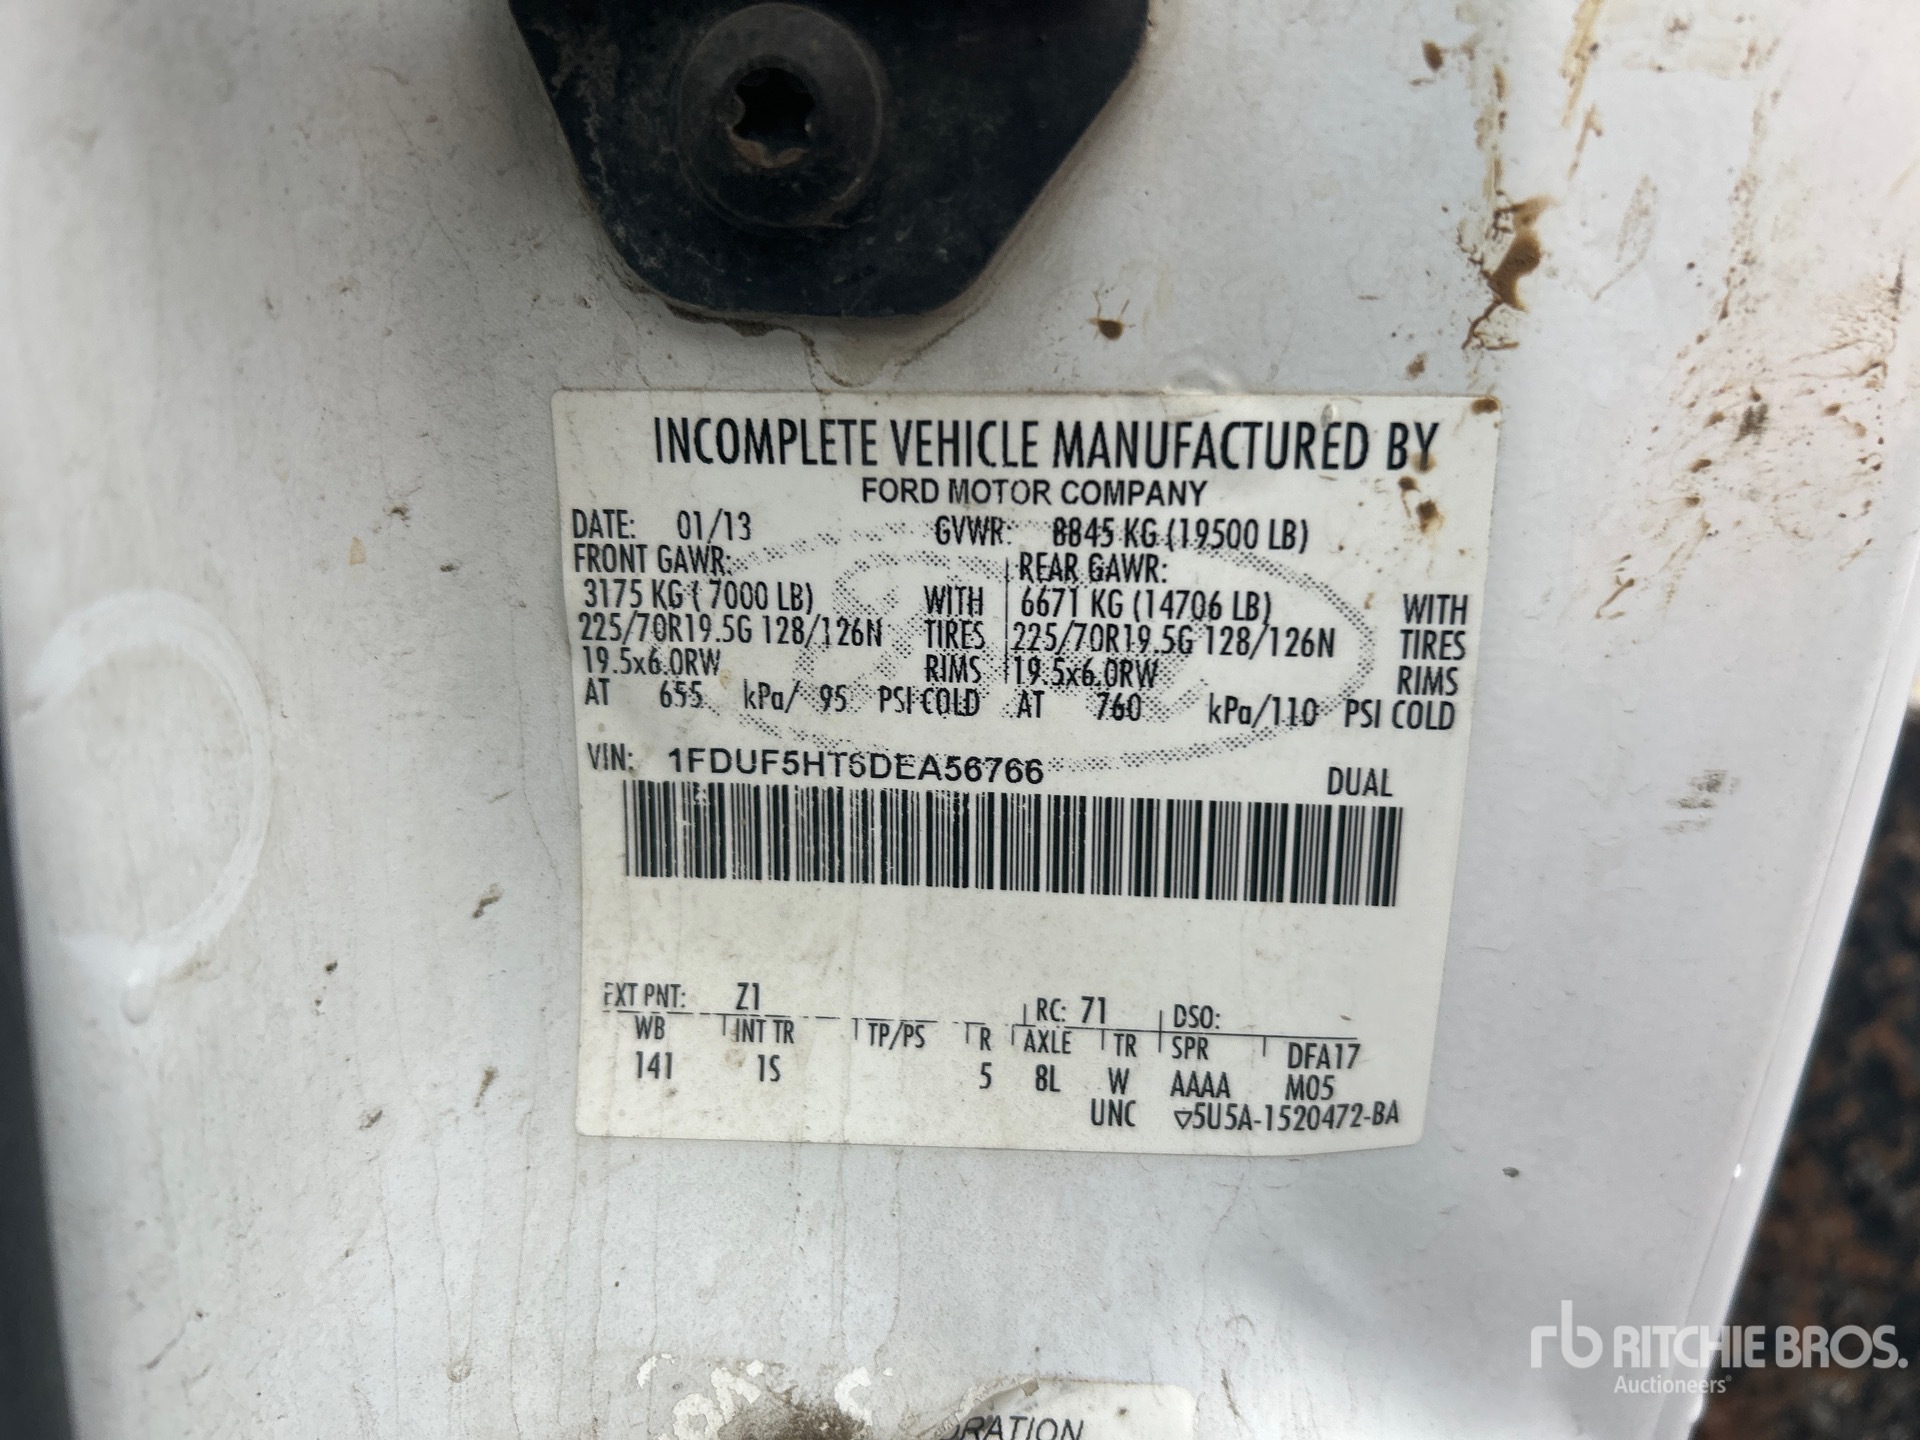 INCOMPLETE VEHICLE MANUFACTURED BY
FORD MOTOR COMPANY
DATE: 01/13 GVWR: 8845 KG (19500 LB)
FRONT GAWR: REAR GAWR:
3175 KG ( 7000 LB) WITH 6671 KG (14706 LB) WITH
225/70R19.5G 128/126N TIRES 225/70R19.5G 128/126N TIRES
19.5x6.0RW RIMS 19.5x6.0RW RIMS
AT 655 kPa/ 95 PSI COLD AT 760 kPa/110 PSI COLD
VIN: 1FDUF5HT6DEA56766
DUAL
EXT PNT: Z1 RC: 71 DSO:
WB INT TR TP/PS R AXLE TR SPR DFA17
141 1S 5 8L W AAAA M05
UNC ▽5U5A-1520472-BA
RATION
rb RITCHIE BROS.
Auctioneers®